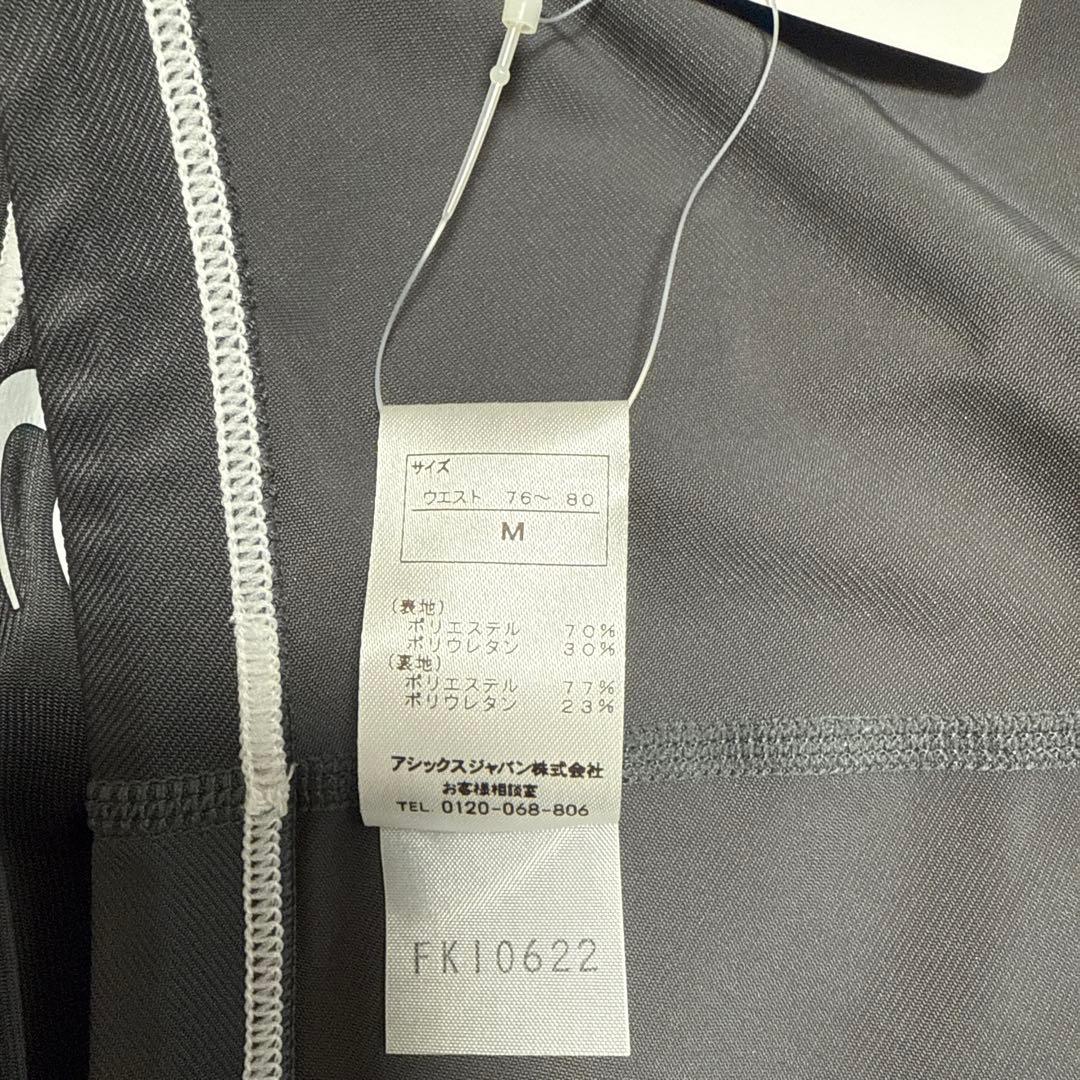 サイズ
ウエスト 76～ 80
M
(表地)
ポリエステル 70%
ポリウレタン 30%
(裏地)
ポリエステル 77%
ポリウレタン 23%
アシックスジャパン株式会社
お客様相談室
TEL. 0120-068-806
FK10622